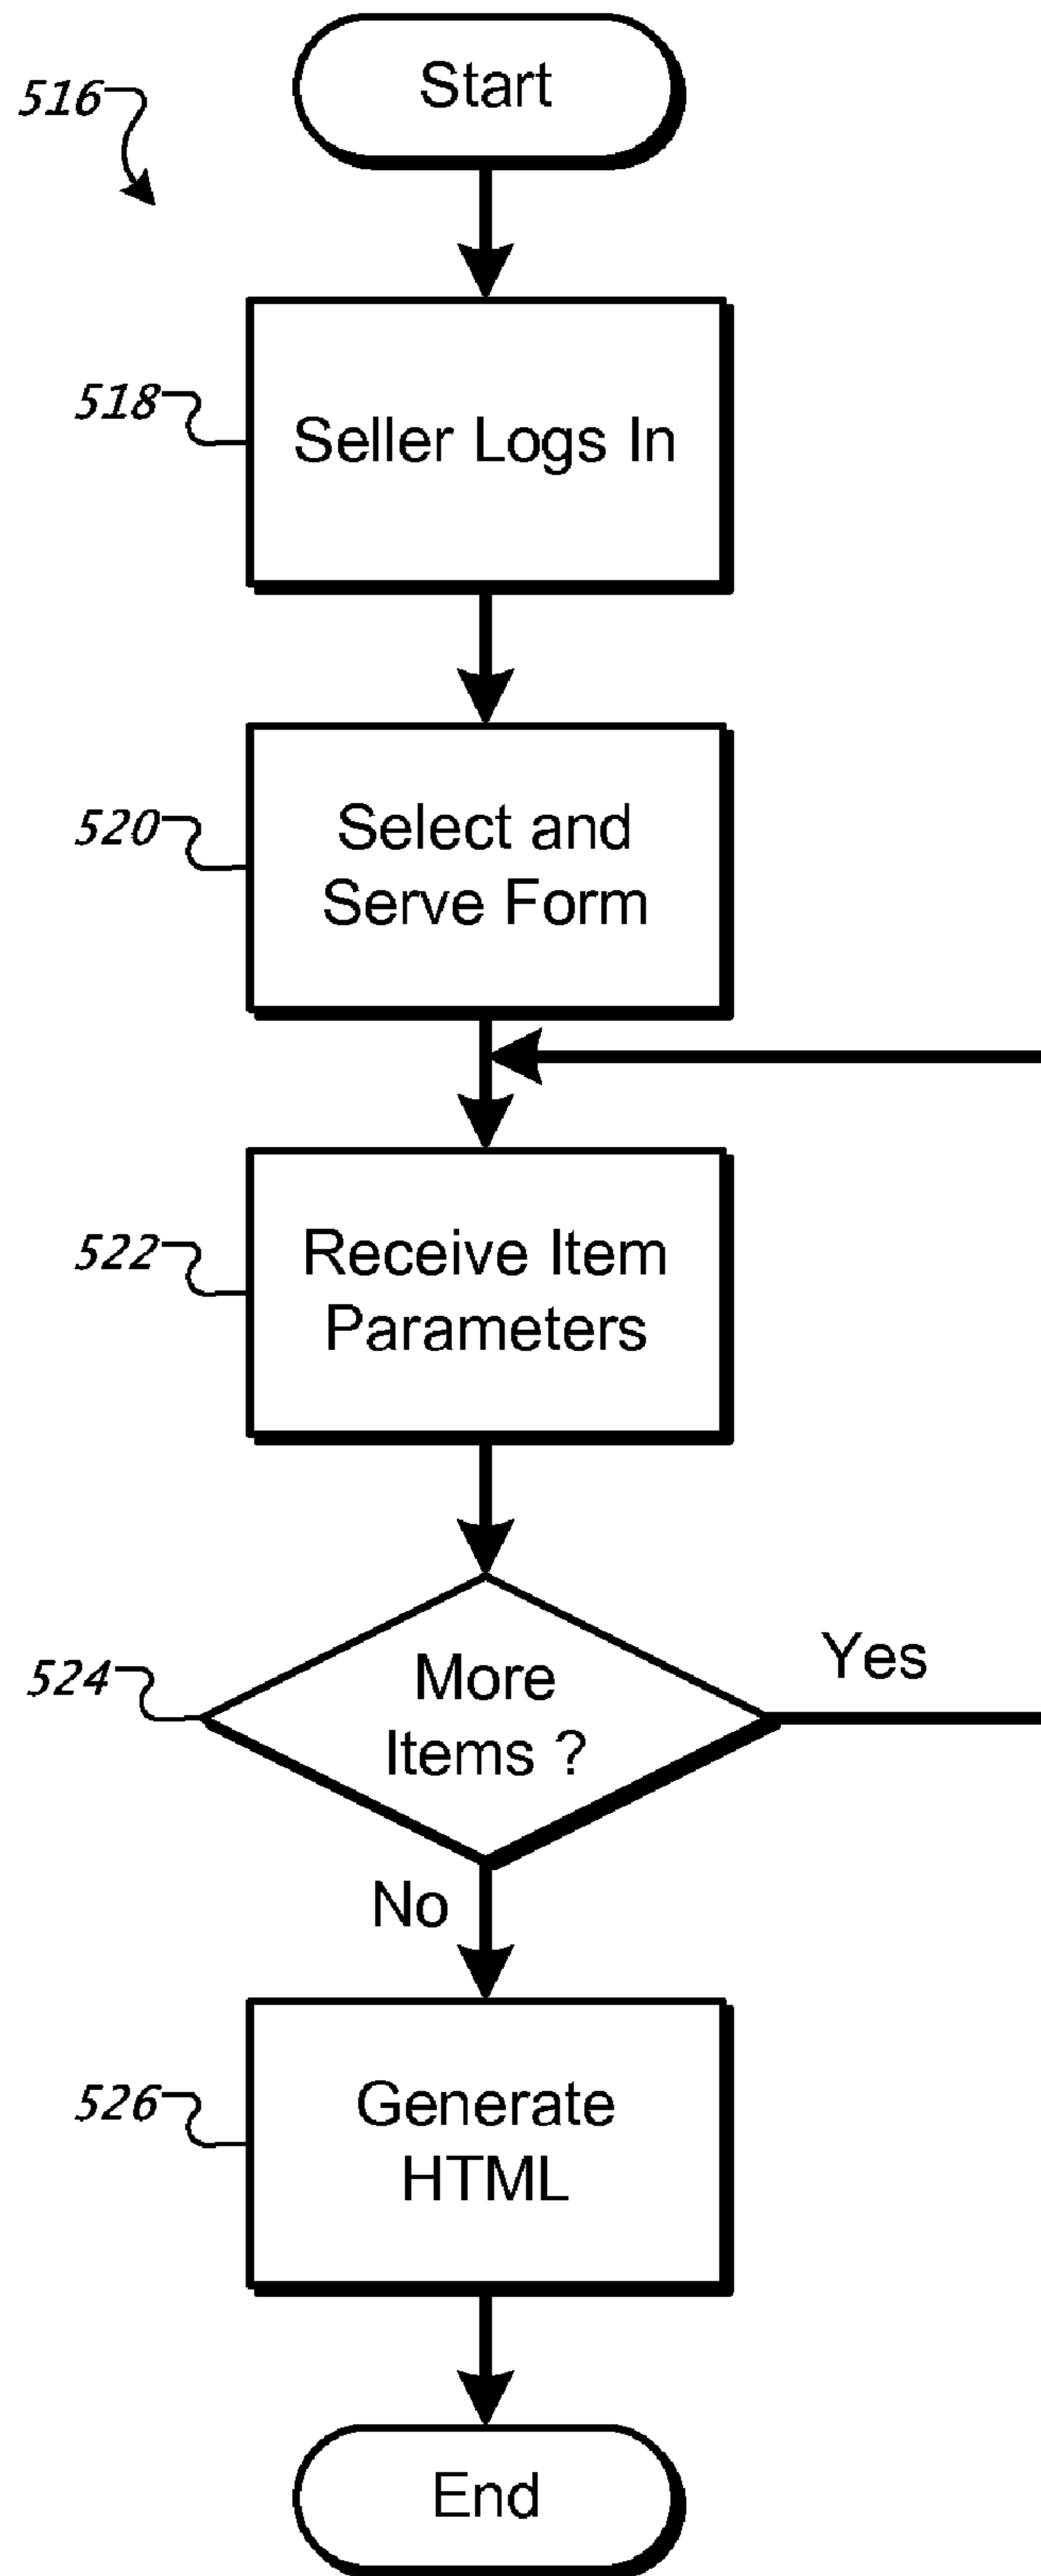 Start
516
518
Seller Logs In
520
Select and
Serve Form
522
Receive Item
Parameters
524
More
Items ?
Yes
No
526
Generate
HTML
End